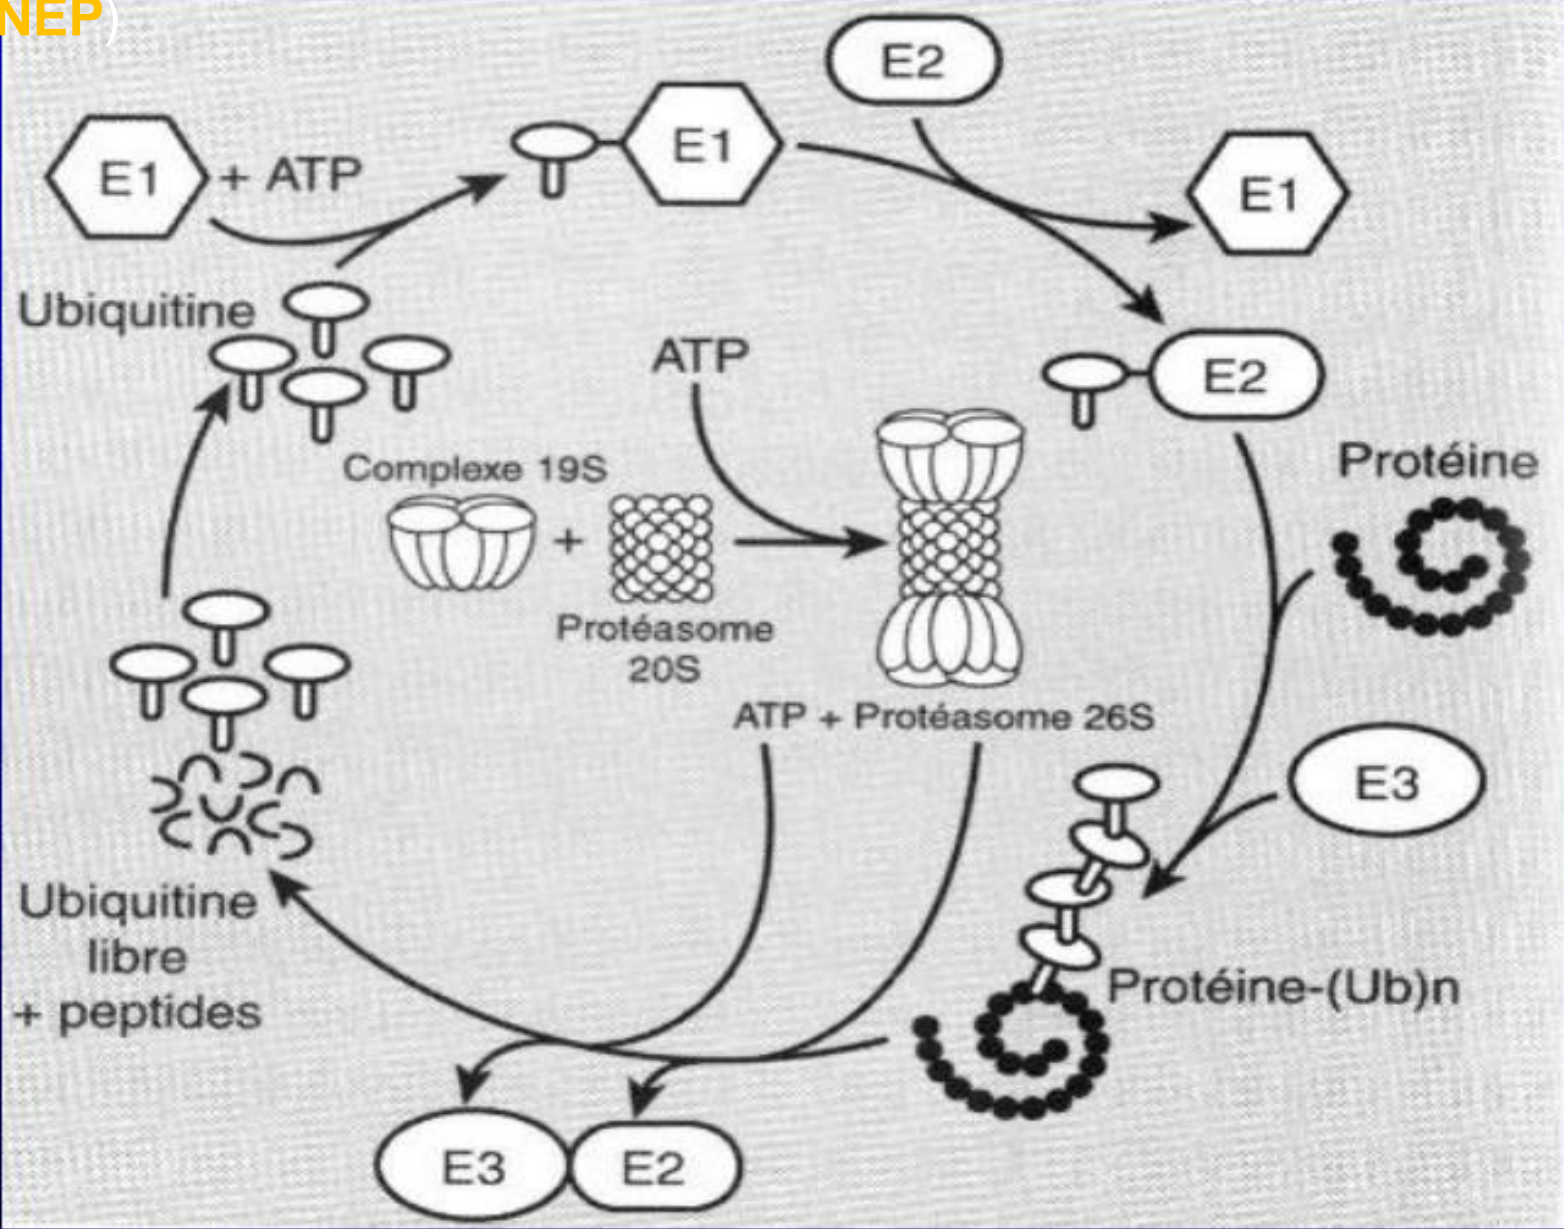 NEP)
E2
E1
E1 + ATP
E1
Ubiquitine
ATP
E2
Complexe 19S
Protéine
+
Protéasome
20S
ATP + Protéasome 26S
E3
Ubiquitine
libre
+ peptides
Protéine-(Ub)n
E3
E2